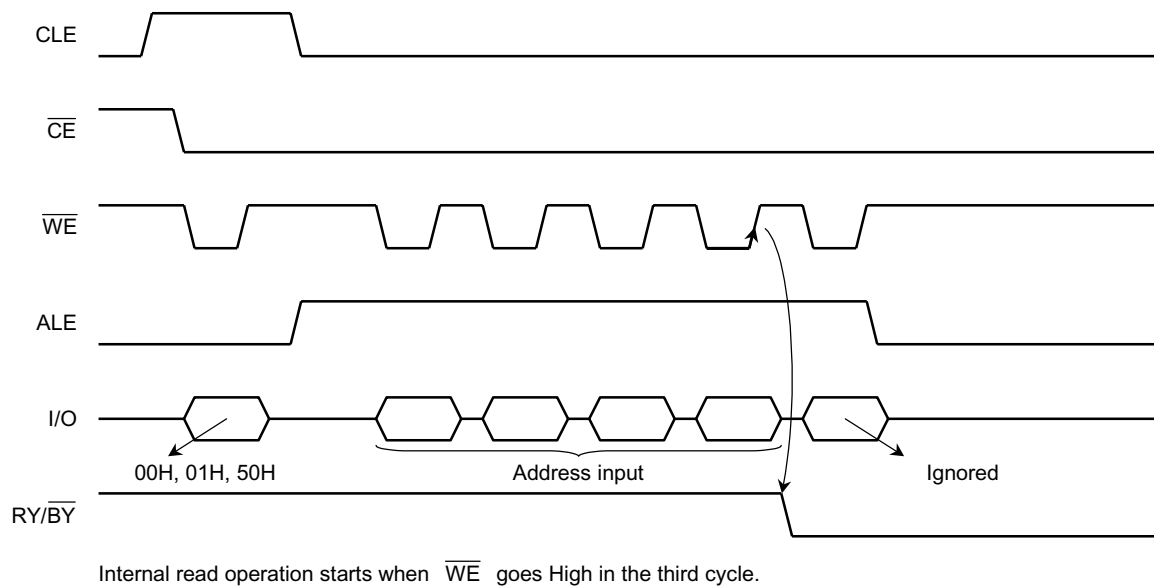 CLE
CE
WE
ALE
I/O
00H, 01H, 50H
Address input
Ignored
RY/BY
Internal read operation starts when WE goes High in the third cycle.